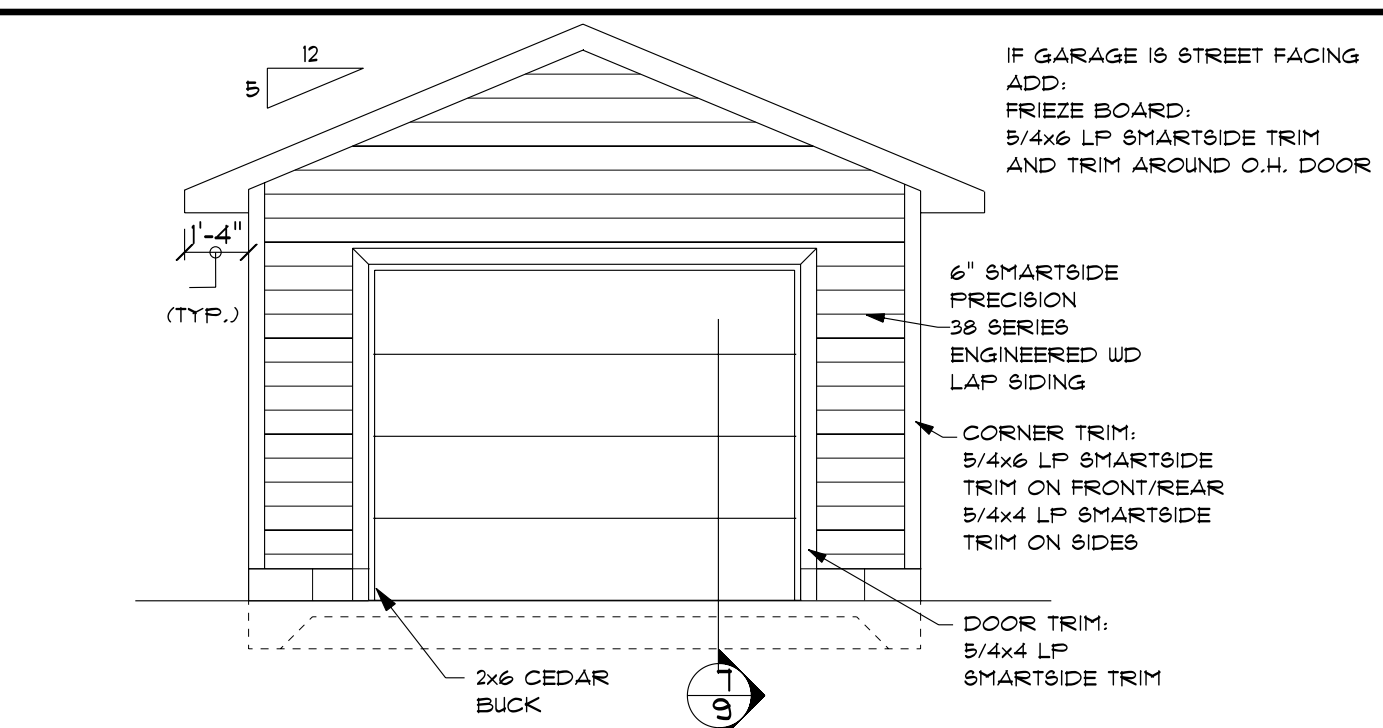 12
5
IF GARAGE IS STREET FACING
ADD:
FRIEZE BOARD:
5/4x6 LP SMARTSIDE TRIM
AND TRIM AROUND O.H. DOOR
1'-4"
(TYP.)
6" SMARTSIDE
PRECISION
38 SERIES
ENGINEERED WD
LAP SIDING
CORNER TRIM:
5/4x6 LP SMARTSIDE
TRIM ON FRONT/REAR
5/4x4 LP SMARTSIDE
TRIM ON SIDES
DOOR TRIM:
5/4x4 LP
SMARTSIDE TRIM
2x6 CEDAR
BUCK